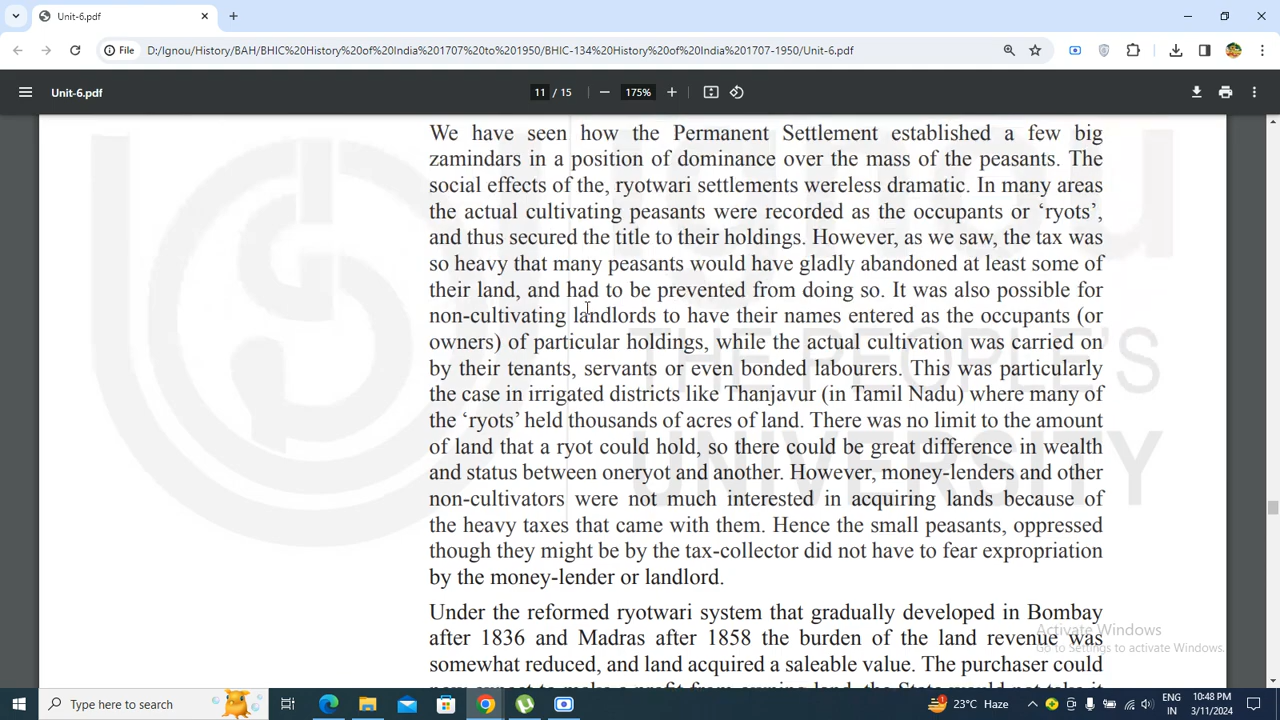 Unit-6.pdf
File
D:/Ignou/History/BAH/BHIC%20History%20of%20India%201707%20to%201950/BHIC-134%20History%20of%20India%201707-1950/Unit-6.pdf
Unit-6.pdf
11 / 15
175%
We have seen how the Permanent Settlement established a few big
zamindars in a position of dominance over the mass of the peasants. The
social effects of the, ryotwari settlements wereless dramatic. In many areas
the actual cultivating peasants were recorded as the occupants or ‘ryots’,
and thus secured the title to their holdings. However, as we saw, the tax was
so heavy that many peasants would have gladly abandoned at least some of
their land, and had to be prevented from doing so. It was also possible for
non-cultivating landlords to have their names entered as the occupants (or
owners) of particular holdings, while the actual cultivation was carried on
by their tenants, servants or even bonded labourers. This was particularly
the case in irrigated districts like Thanjavur (in Tamil Nadu) where many of
the ‘ryots’ held thousands of acres of land. There was no limit to the amount
of land that a ryot could hold, so there could be great difference in wealth
and status between oneryot and another. However, money-lenders and other
non-cultivators were not much interested in acquiring lands because of
the heavy taxes that came with them. Hence the small peasants, oppressed
though they might be by the tax-collector did not have to fear expropriation
by the money-lender or landlord.
Under the reformed ryotwari system that gradually developed in Bombay
after 1836 and Madras after 1858 the burden of the land revenue was
somewhat reduced, and land acquired a saleable value. The purchaser could
ignou
THE PEOPLE'S
UNIVERSITY
Activate Windows
Go to Settings to activate Windows.
Type here to search
23°C Haze
ENG
IN
10:48 PM
3/11/2024